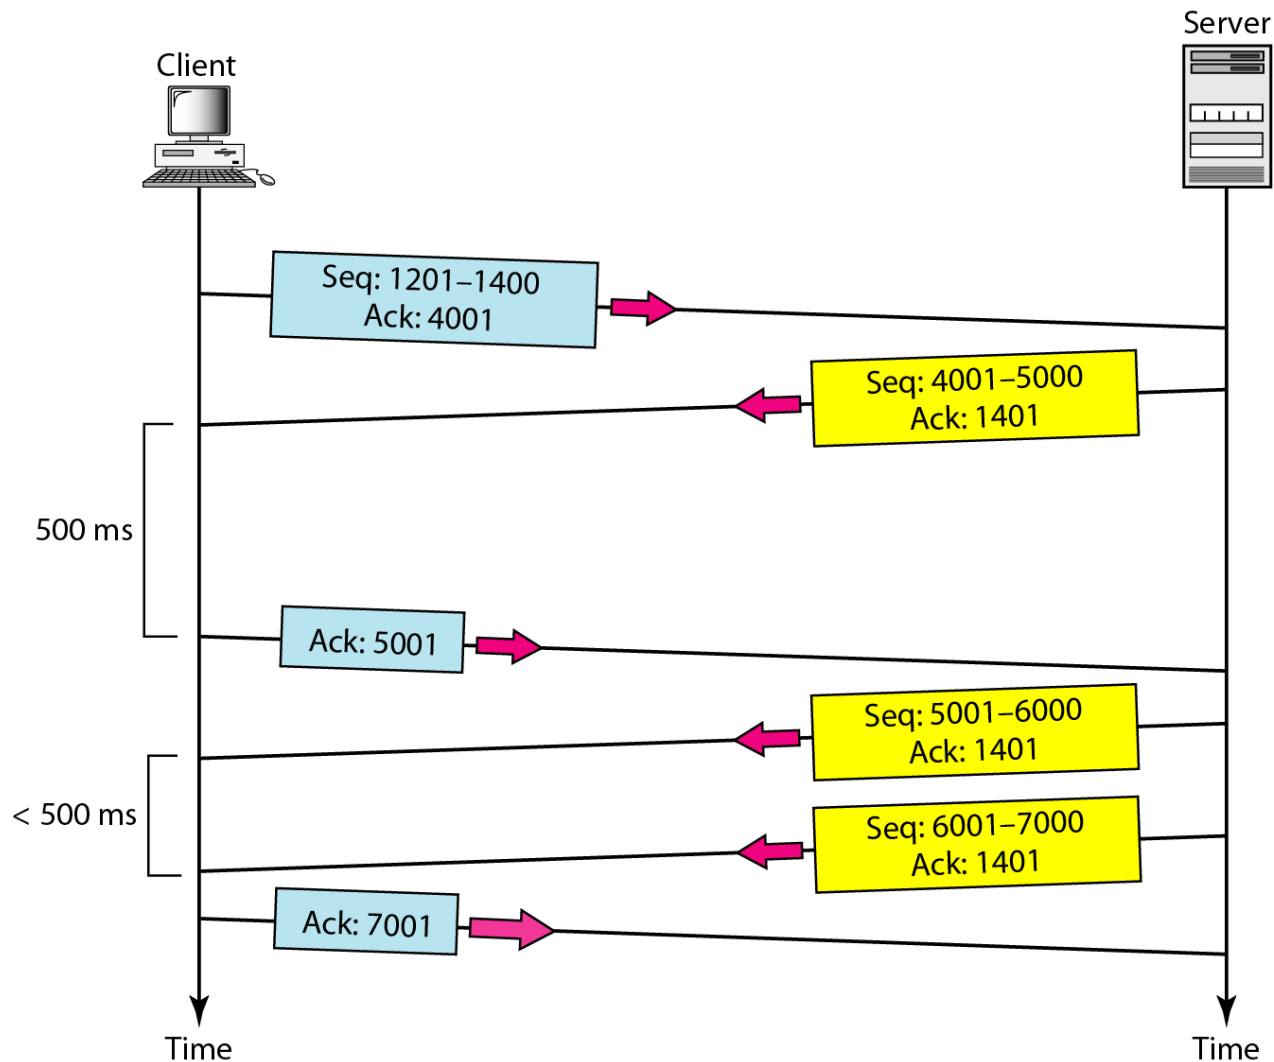 Server
Client
Seq: 1201–1400
Ack: 4001
Seq: 4001–5000
Ack: 1401
500 ms
Ack: 5001
Seq: 5001–6000
Ack: 1401
< 500 ms
Seq: 6001–7000
Ack: 1401
Ack: 7001
Time
Time